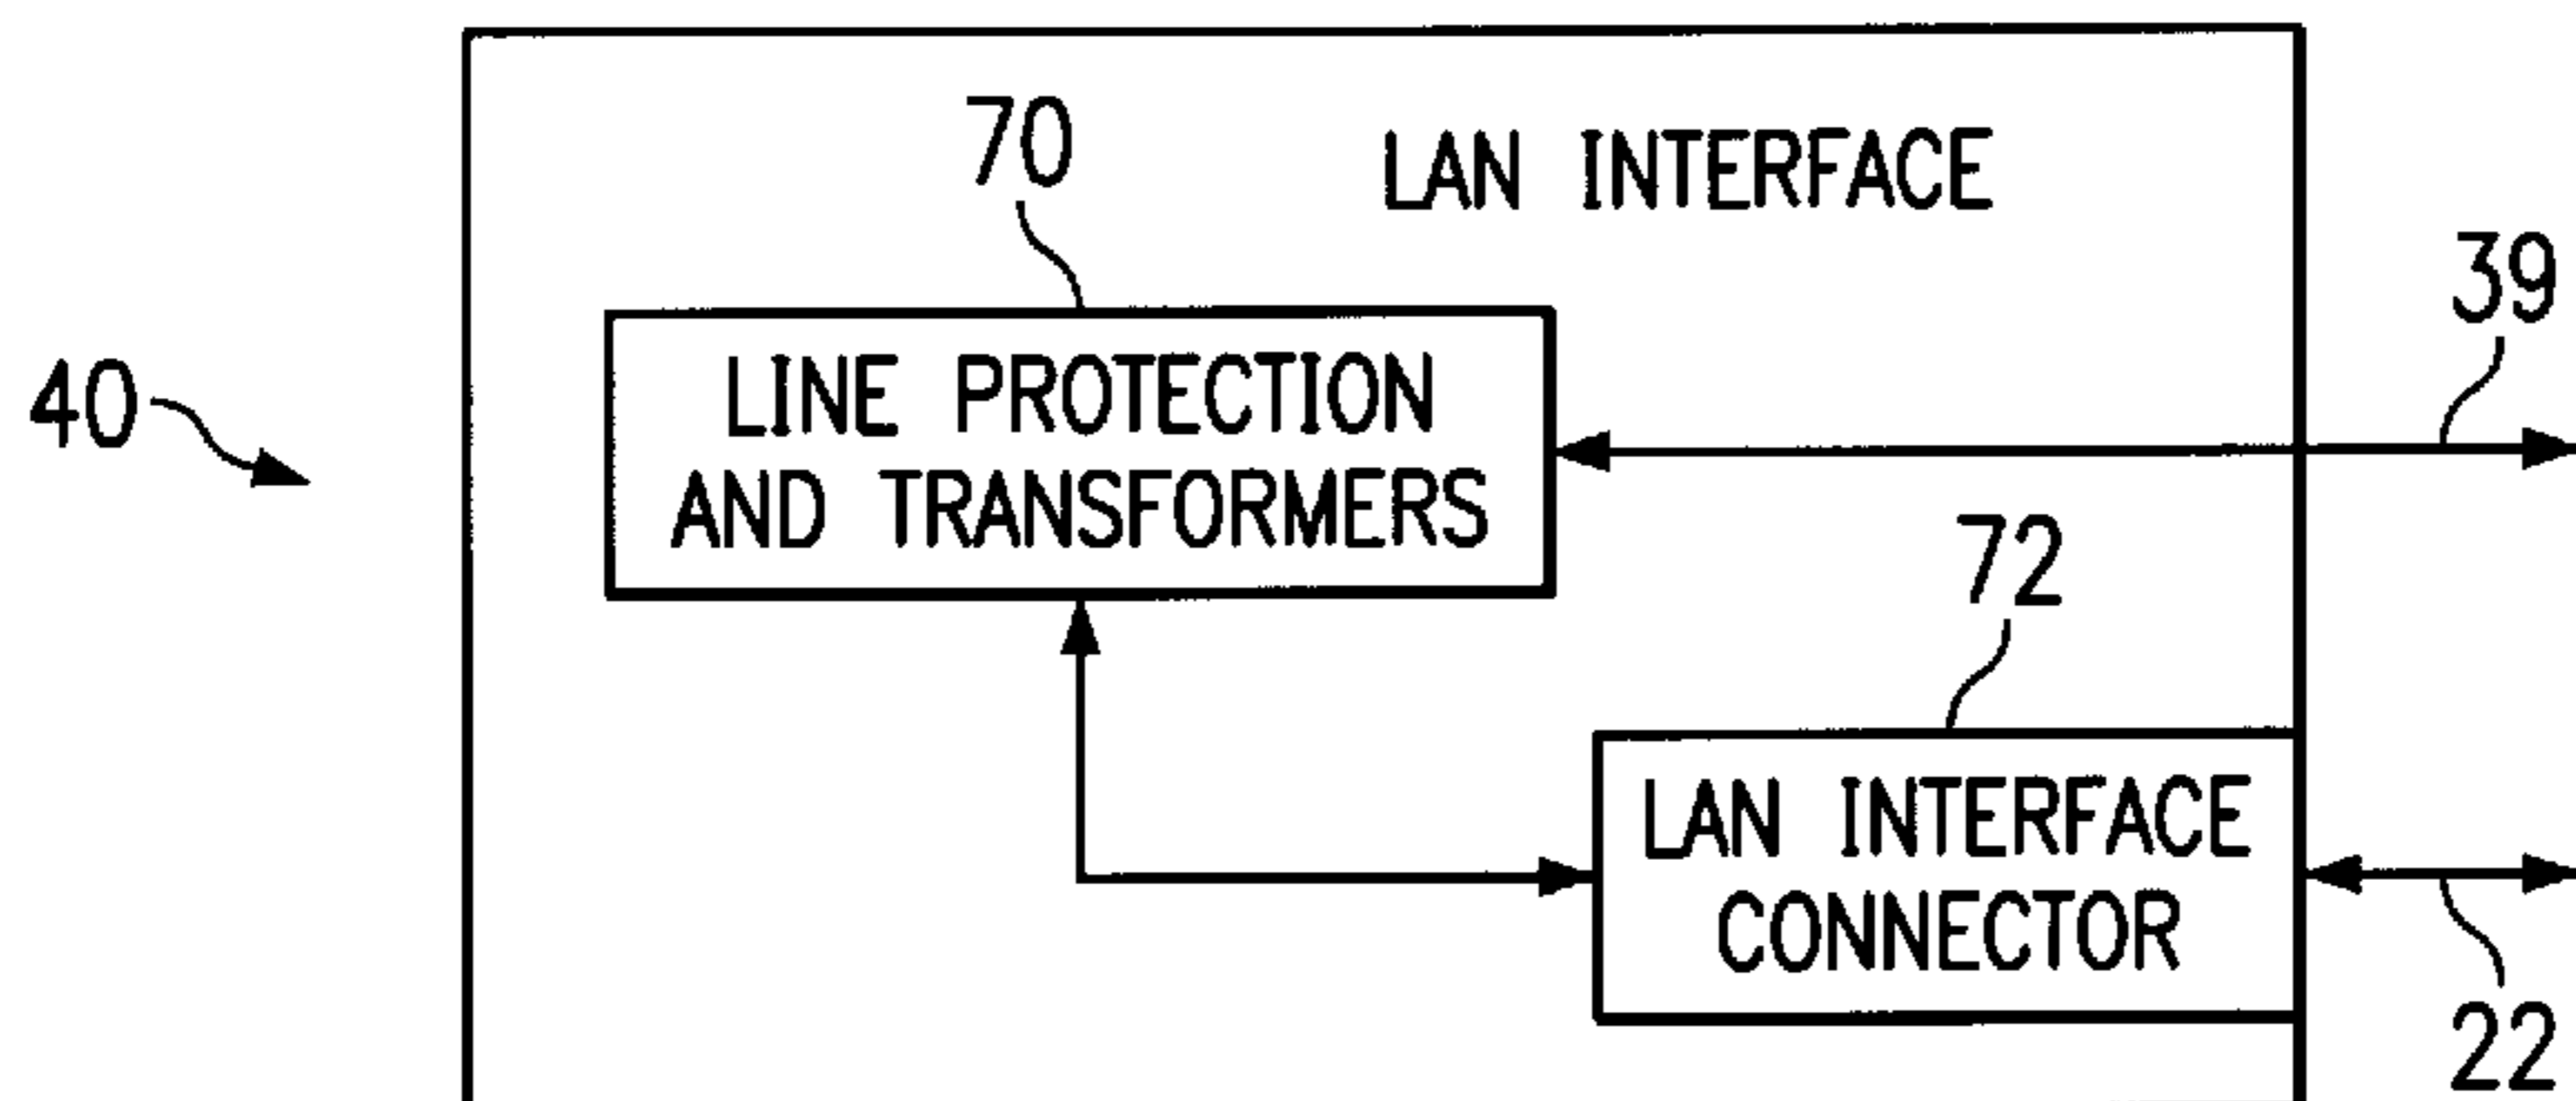 70
LAN INTERFACE
39
40
LINE PROTECTION
AND TRANSFORMERS
72
LAN INTERFACE
CONNECTOR
22